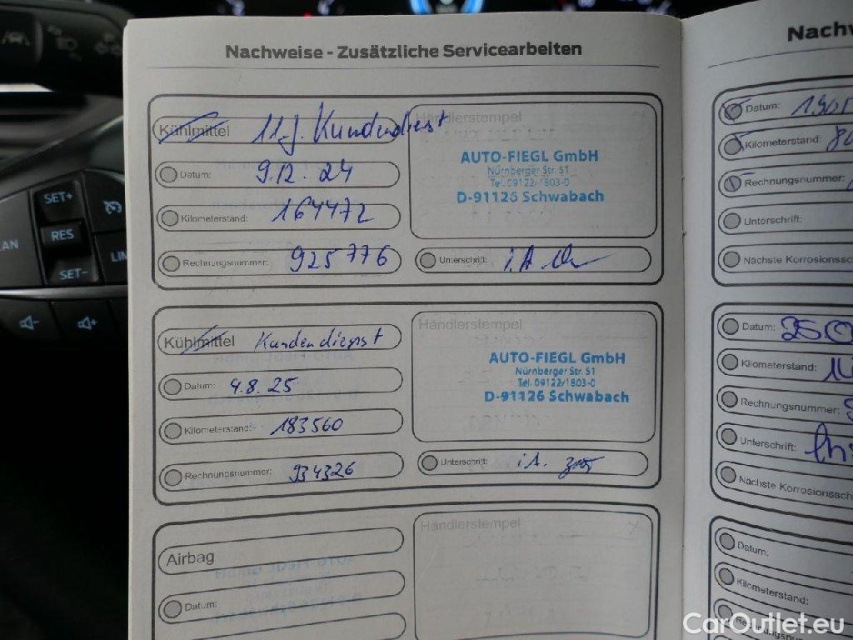 Nachweise - Zusätzliche Servicearbeiten
Kühlmittel 11. J. Kundendienst
Datum: 9.12.24
Kilometerstand: 164472
Rechnungsnummer: 925776
Händlerstempel
AUTO-FIEGL GmbH
Nürnberger Str. 51
Tel. 09122/1803-0
D-91126 Schwabach
Unterschrift: i.A.
Kühlmittel Kundendienst
Datum: 4.8.25
Kilometerstand: 183560
Rechnungsnummer: 934326
Händlerstempel
AUTO-FIEGL GmbH
Nürnberger Str. 51
Tel. 09122/1803-0
D-91126 Schwabach
Unterschrift: i.A.
Airbag
Datum:
Händlerstempel
Nachw
Datum:
Kilometerstand:
Rechnungsnummer:
Unterschrift:
Nächste Korrosionssc
Datum:
Kilometerstand:
Rechnungsnummer:
Unterschrift:
Nächste Korrosionssch
Datum:
Kilometerstand:
SET+
RES
SET-
LIM
CarOutlet.eu